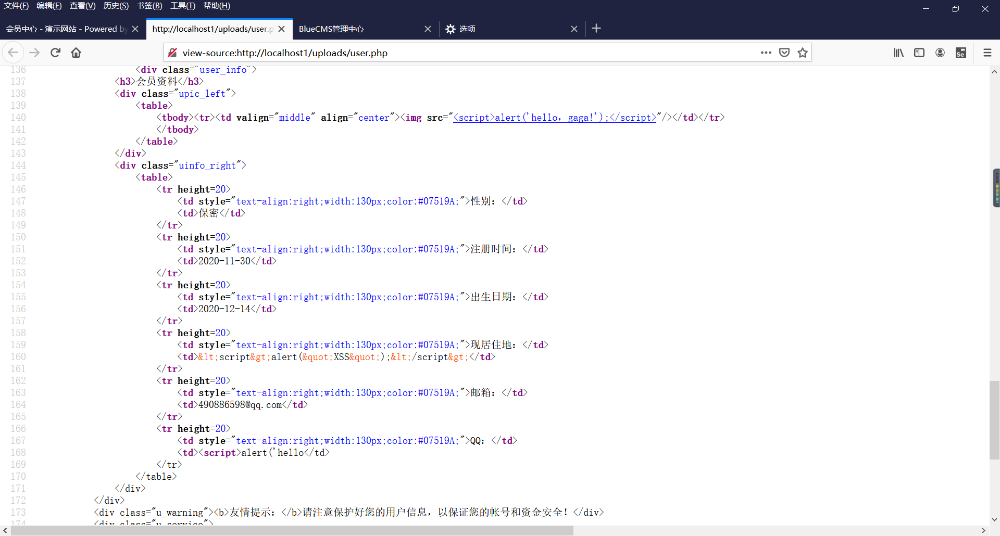 文件(F) 编辑(E) 查看(V) 历史(S) 书签(B) 工具(T) 帮助(H)
会员中心 - 演示网站 - Powered by
http://localhost1/uploads/user.p
BlueCMS管理中心
选项
view-source:http://localhost1/uploads/user.php
136 <div class="user_info">
137 <h3>会员资料</h3>
138 <div class="upic_left">
139 <table>
140 <tbody><tr><td valign="middle" align="center"><img src="<script>alert('hello, gaga!');</script>"/></td></tr>
141 </tbody>
142 </table>
143 </div>
144 <div class="uinfo_right">
145 <table>
146 <tr height=20>
147 <td style="text-align:right;width:130px;color:#07519A;">性别：</td>
148 <td>保密</td>
149 </tr>
150 <tr height=20>
151 <td style="text-align:right;width:130px;color:#07519A;">注册时间：</td>
152 <td>2020-11-30</td>
153 </tr>
154 <tr height=20>
155 <td style="text-align:right;width:130px;color:#07519A;">出生日期：</td>
156 <td>2020-12-14</td>
157 </tr>
158 <tr height=20>
159 <td style="text-align:right;width:130px;color:#07519A;">现居住地：</td>
160 <td>&lt;script&gt;alert(&quot;XSS&quot;);&lt;/script&gt;</td>
161 </tr>
162 <tr height=20>
163 <td style="text-align:right;width:130px;color:#07519A;">邮箱：</td>
164 <td>490886598@qq.com</td>
165 </tr>
166 <tr height=20>
167 <td style="text-align:right;width:130px;color:#07519A;">QQ：</td>
168 <td><script>alert('hello</td>
169 </tr>
170 </table>
171 </div>
172 </div>
173 <div class="u_warning"><b>友情提示：</b>请注意保护好您的用户信息，以保证您的帐号和资金安全！</div>
174 <div class="u_service">